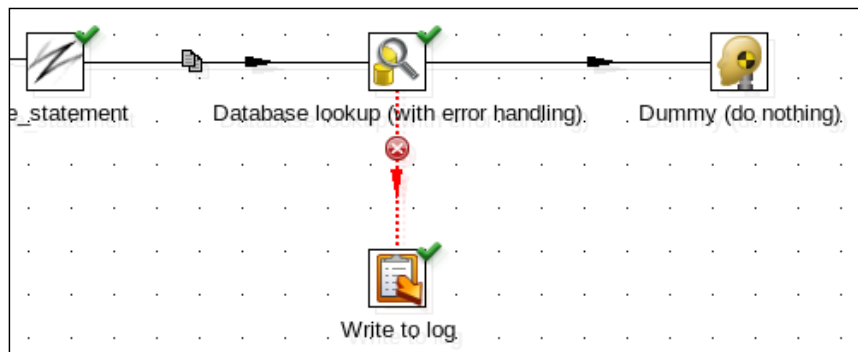 e_statement
Database lookup (with error handling)
Dummy (do nothing)
Write to log